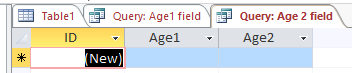 Table1 Query: Age1 field Query: Age 2 field
ID Age1 Age2
* (New)